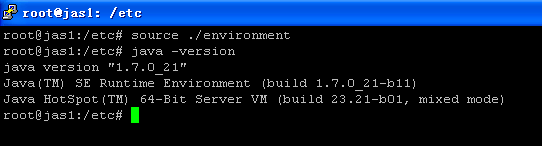 root@jas1: /etc
root@jas1:/etc# source ./environment
root@jas1:/etc# java -version
java version "1.7.0_21"
Java(TM) SE Runtime Environment (build 1.7.0_21-b11)
Java HotSpot(TM) 64-Bit Server VM (build 23.21-b01, mixed mode)
root@jas1:/etc#